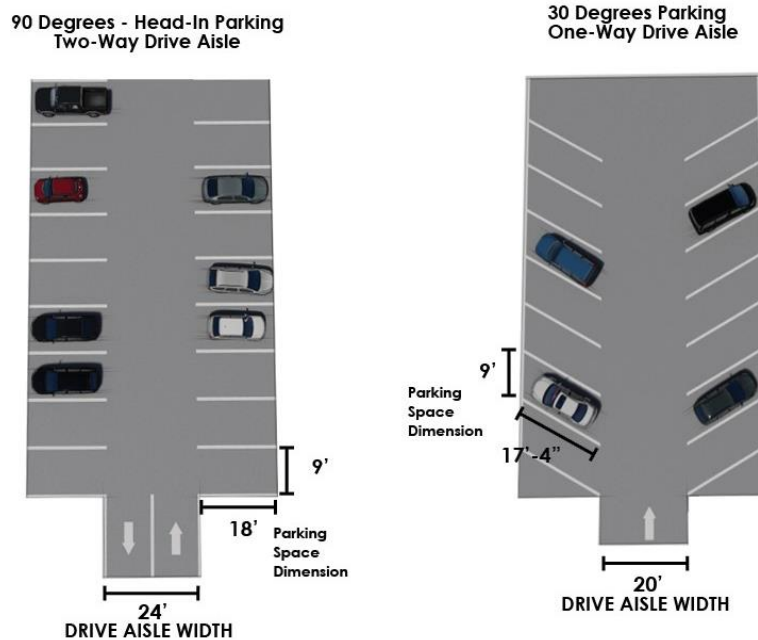 90 Degrees - Head-In Parking
Two-Way Drive Aisle
9’
18’
Parking
Space
Dimension
24’
DRIVE AISLE WIDTH
30 Degrees Parking
One-Way Drive Aisle
9’
Parking
Space
Dimension
17’-4”
20’
DRIVE AISLE WIDTH